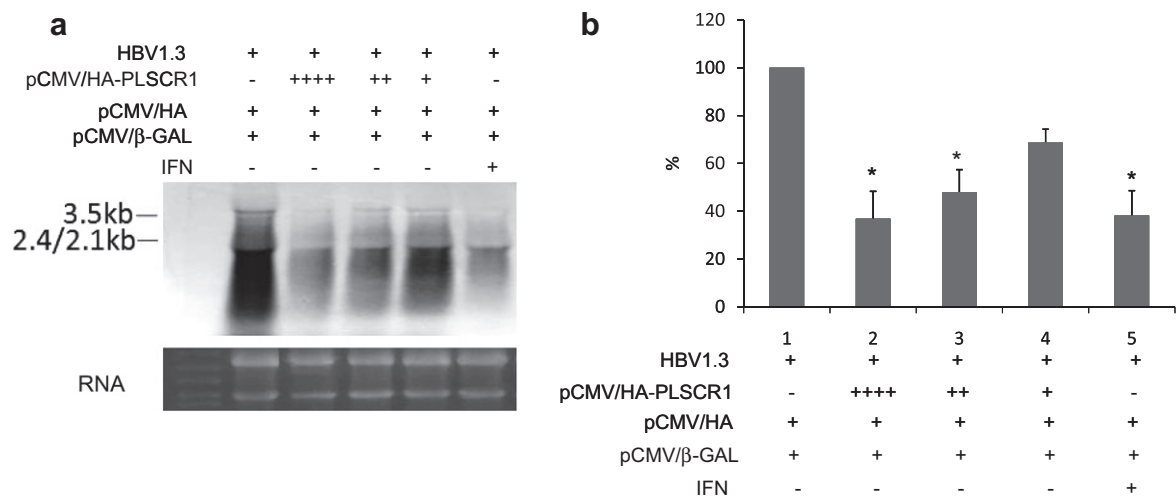 a
HBV1.3 + + + + +
pCMV/HA-PLSCR1 - ++++ ++ + -
pCMV/HA + + + + +
pCMV/β-GAL + + + + +
IFN - - - - +
3.5kb
2.4/2.1kb
RNA
b
120
100
80
60
40
20
0
%
* * *
1 2 3 4 5
HBV1.3 + + + + +
pCMV/HA-PLSCR1 - ++++ ++ + -
pCMV/HA + + + + +
pCMV/β-GAL + + + + +
IFN - - - - +